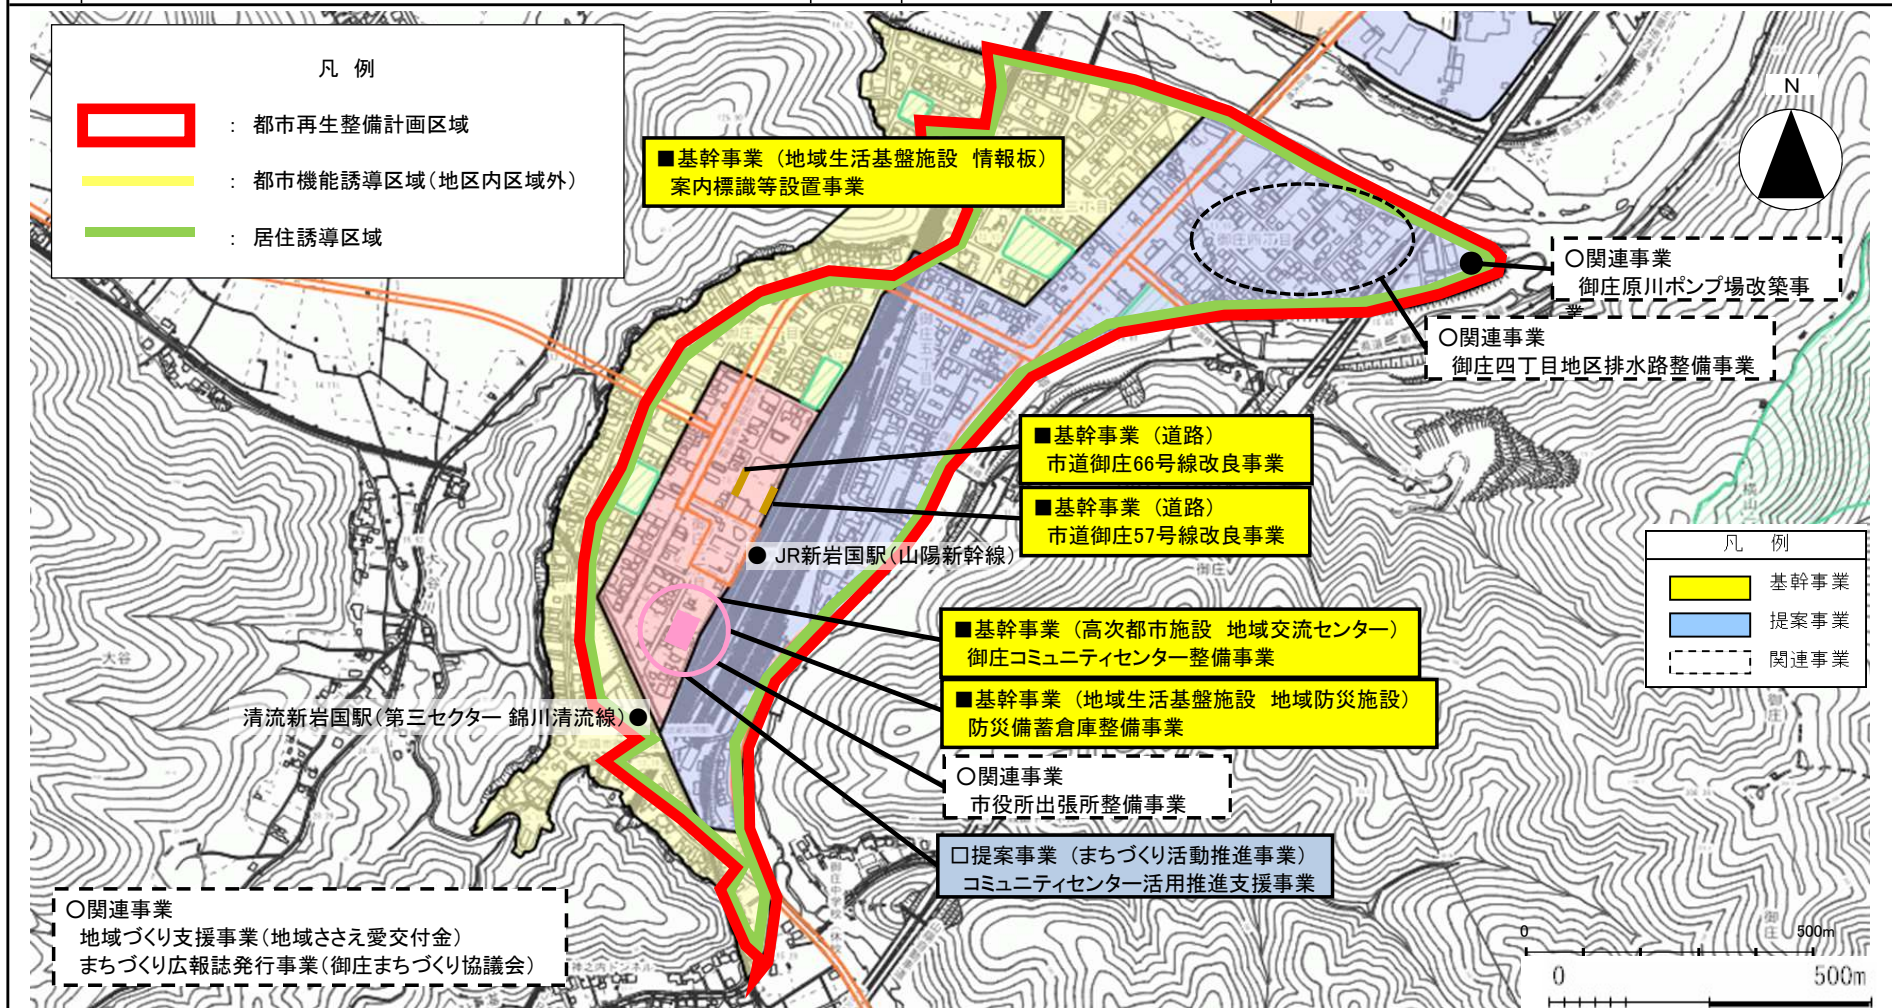 凡 例
： 都市再生整備計画区域
： 都市機能誘導区域（地区内区域外）
： 居住誘導区域
N
■基幹事業（地域生活基盤施設 情報板）
案内標識等設置事業
○関連事業
御庄原川ポンプ場改築事
業
○関連事業
御庄四丁目地区排水路整備事業
■基幹事業（道路）
市道御庄66号線改良事業
■基幹事業（道路）
市道御庄57号線改良事業
● JR新岩国駅（山陽新幹線）
御庄
凡 例
基幹事業
提案事業
関連事業
■基幹事業（高次都市施設 地域交流センター）
御庄コミュニティセンター整備事業
■基幹事業（地域生活基盤施設 地域防災施設）
防災備蓄倉庫整備事業
大谷
清流新岩国駅（第三セクター 錦川清流線）●
○関連事業
市役所出張所整備事業
□提案事業（まちづくり活動推進事業）
コミュニティセンター活用推進支援事業
○関連事業
地域づくり支援事業（地域ささえ愛交付金）
まちづくり広報誌発行事業（御庄まちづくり協議会）
0 500m
0 500m